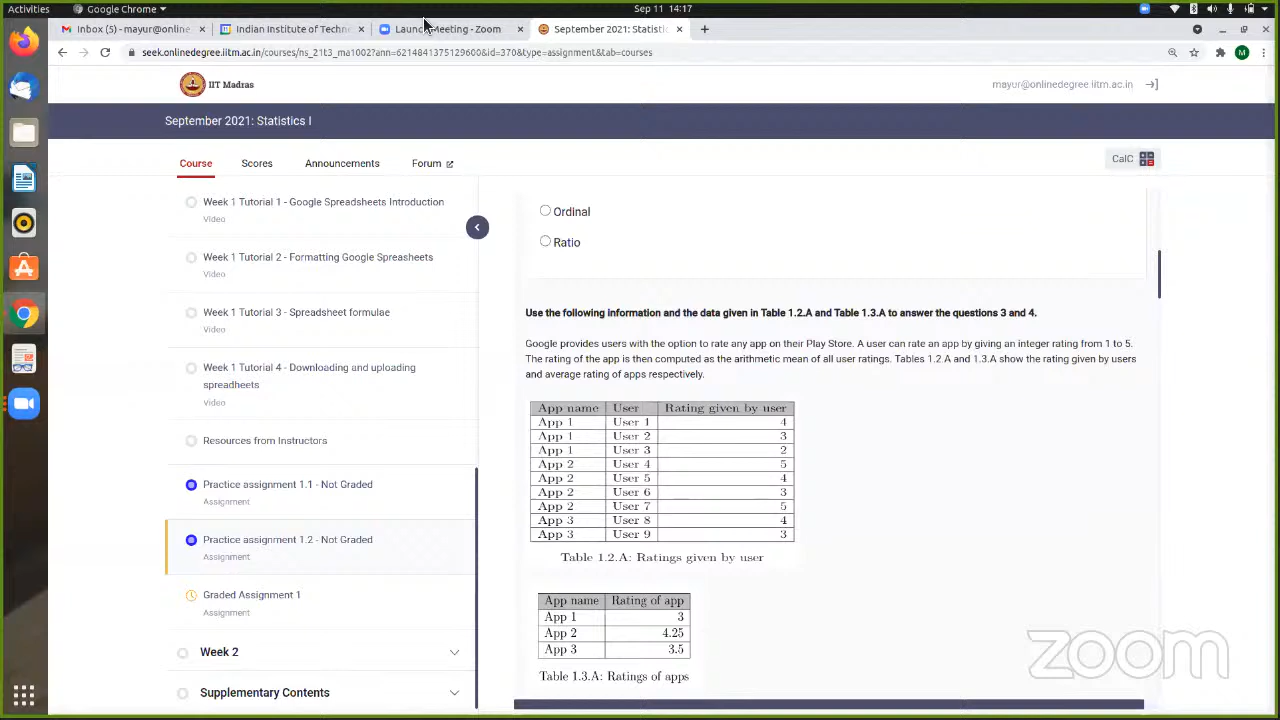 Activities
Google Chrome
Sep 11 14:17
Inbox (5) - mayur@online
Indian Institute of Techn
Launch Meeting - Zoom
September 2021: Statisti
seek.onlinedegree.iitm.ac.in/courses/ns_21t3_ma1002?ann=6214841375129600&id=370&type=assignment&tab=courses
M
IIT Madras
mayur@onlinedegree.iitm.ac.in
September 2021: Statistics I
Course
Scores
Announcements
Forum
CalC
Week 1 Tutorial 1 - Google Spreadsheets Introduction
Video
Week 1 Tutorial 2 - Formatting Google Spreasheets
Video
Week 1 Tutorial 3 - Spreadsheet formulae
Video
Week 1 Tutorial 4 - Downloading and uploading
spreadheets
Video
Resources from Instructors
Practice assignment 1.1 - Not Graded
Assignment
Practice assignment 1.2 - Not Graded
Assignment
Graded Assignment 1
Assignment
Week 2
Supplementary Contents
Ordinal
Ratio
Use the following information and the data given in Table 1.2.A and Table 1.3.A to answer the questions 3 and 4.
Google provides users with the option to rate any app on their Play Store. A user can rate an app by giving an integer rating from 1 to 5.
The rating of the app is then computed as the arithmetic mean of all user ratings. Tables 1.2.A and 1.3.A show the rating given by users
and average rating of apps respectively.
App name User Rating given by user
App 1 User 1 4
App 1 User 2 3
App 1 User 3 2
App 2 User 4 5
App 2 User 5 4
App 2 User 6 3
App 2 User 7 5
App 3 User 8 4
App 3 User 9 3
Table 1.2.A: Ratings given by user
App name Rating of app
App 1 3
App 2 4.25
App 3 3.5
Table 1.3.A: Ratings of apps
zoom